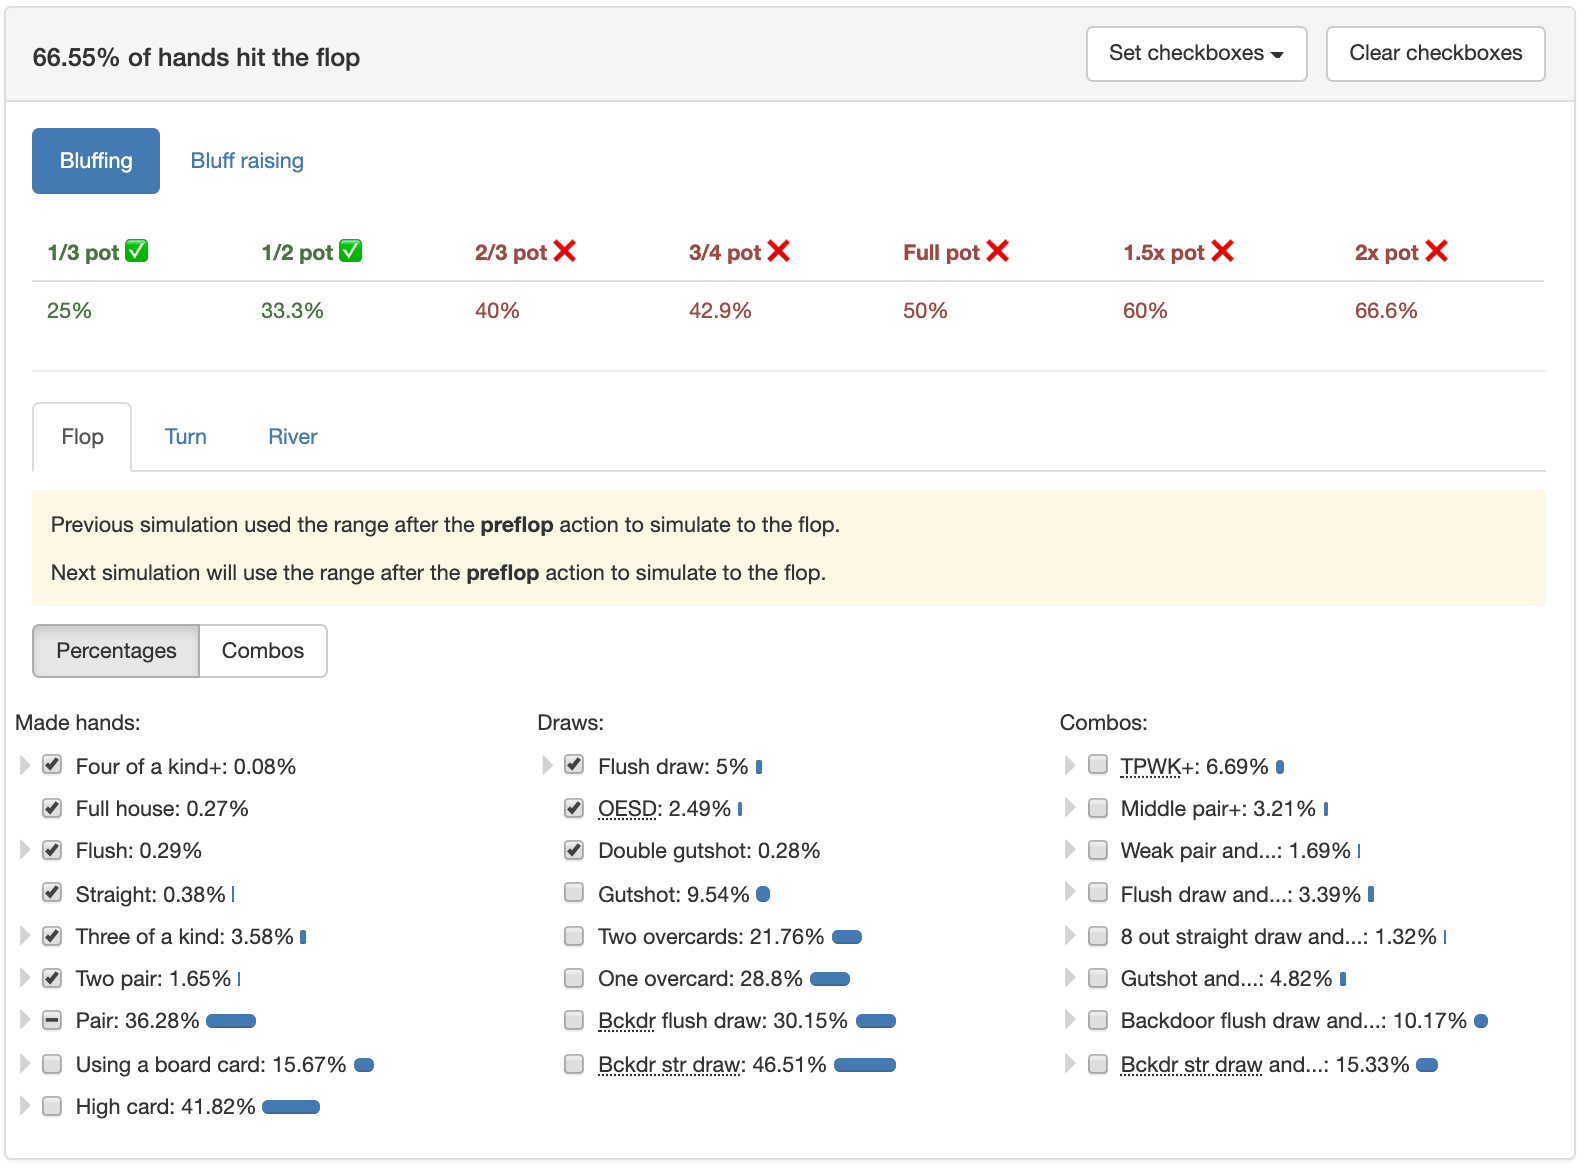 66.55% of hands hit the flop
Set checkboxes
Clear checkboxes
Bluffing
Bluff raising
1/3 pot ✅ 1/2 pot ✅ 2/3 pot ❌ 3/4 pot ❌ Full pot ❌ 1.5x pot ❌ 2x pot ❌
25% 33.3% 40% 42.9% 50% 60% 66.6%
Flop
Turn
River
Previous simulation used the range after the preflop action to simulate to the flop.
Next simulation will use the range after the preflop action to simulate to the flop.
Percentages
Combos
Made hands:
Four of a kind+: 0.08%
Full house: 0.27%
Flush: 0.29%
Straight: 0.38%
Three of a kind: 3.58%
Two pair: 1.65%
Pair: 36.28%
Using a board card: 15.67%
High card: 41.82%
Draws:
Flush draw: 5%
OESD: 2.49%
Double gutshot: 0.28%
Gutshot: 9.54%
Two overcards: 21.76%
One overcard: 28.8%
Bckdr flush draw: 30.15%
Bckdr str draw: 46.51%
Combos:
TPWK+: 6.69%
Middle pair+: 3.21%
Weak pair and...: 1.69%
Flush draw and...: 3.39%
8 out straight draw and...: 1.32%
Gutshot and...: 4.82%
Backdoor flush draw and...: 10.17%
Bckdr str draw and...: 15.33%